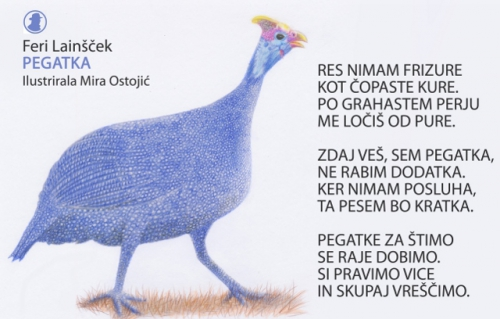 Feri Lainšček
PEGATKA
Ilustrirala Mira Ostojić
RES NIMAM FRIZURE
KOT ČOPASTE KURE.
PO GRAHASTEM PERJU
ME LOČIŠ OD PURE.
ZDAJ VEŠ, SEM PEGATKA,
NE RABIM DODATKA.
KER NIMAM POSLUHA,
TA PESEM BO KRATKA.
PEGATKE ZA ŠTIMO
SE RAJE DOBIMO.
SI PRAVIMO VICE
IN SKUPAJ VREŠČIMO.